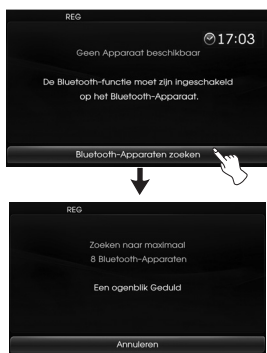 REG
17:03
Geen Apparaat beschikbaar
De Bluetooth-functie moet zijn ingeschakeld
op het Bluetooth-Apparaat.
Bluetooth-Apparaten zoeken
REG
Zoeken naar maximaal
8 Bluetooth-Apparaten
Een ogenblik Geduld
Annuleren